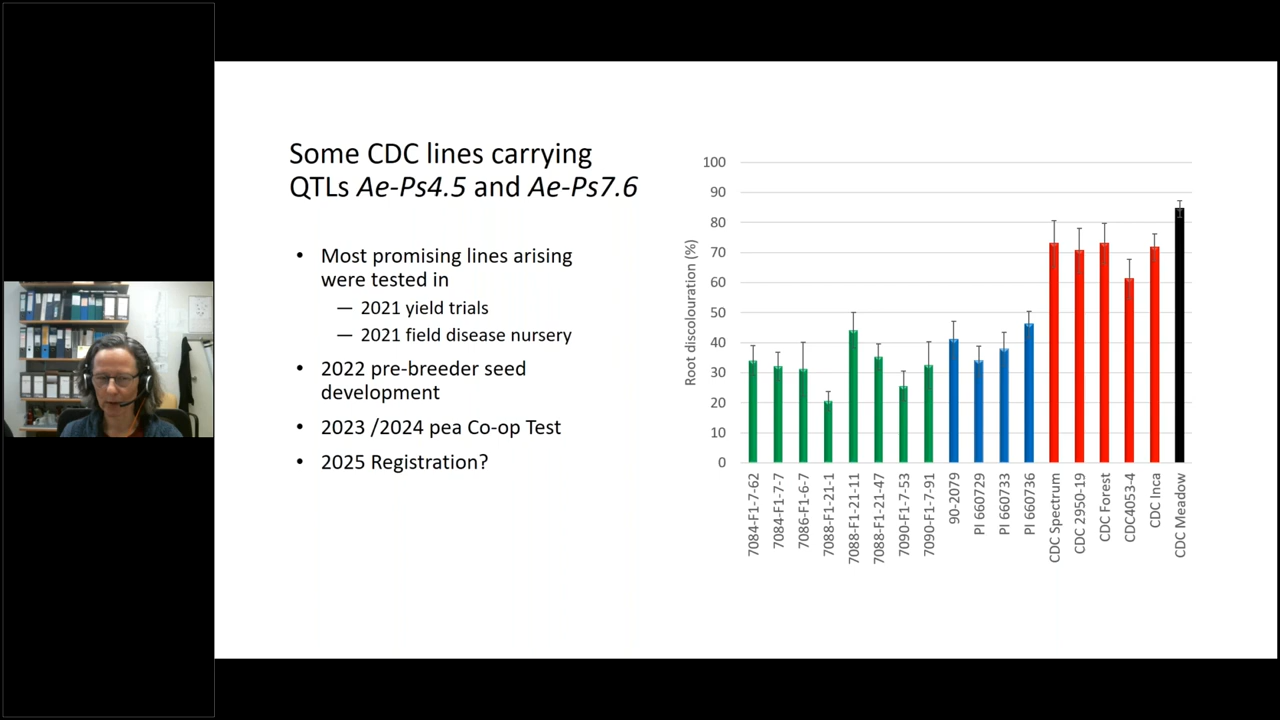 Some CDC lines carrying
QTLs Ae-Ps4.5 and Ae-Ps7.6
• Most promising lines arising
were tested in
— 2021 yield trials
— 2021 field disease nursery
• 2022 pre-breeder seed
development
• 2023 /2024 pea Co-op Test
• 2025 Registration?
Root discolouration (%)
100
90
80
70
60
50
40
30
20
10
0
7084-F1-7-62
7084-F1-7-7
7086-F1-6-7
7088-F1-21-1
7088-F1-21-11
7088-F1-21-47
7090-F1-7-53
7090-F1-7-91
90-2079
PI 660729
PI 660733
PI 660736
CDC Spectrum
CDC 2950-19
CDC Forest
CDC4053-4
CDC Inca
CDC Meadow